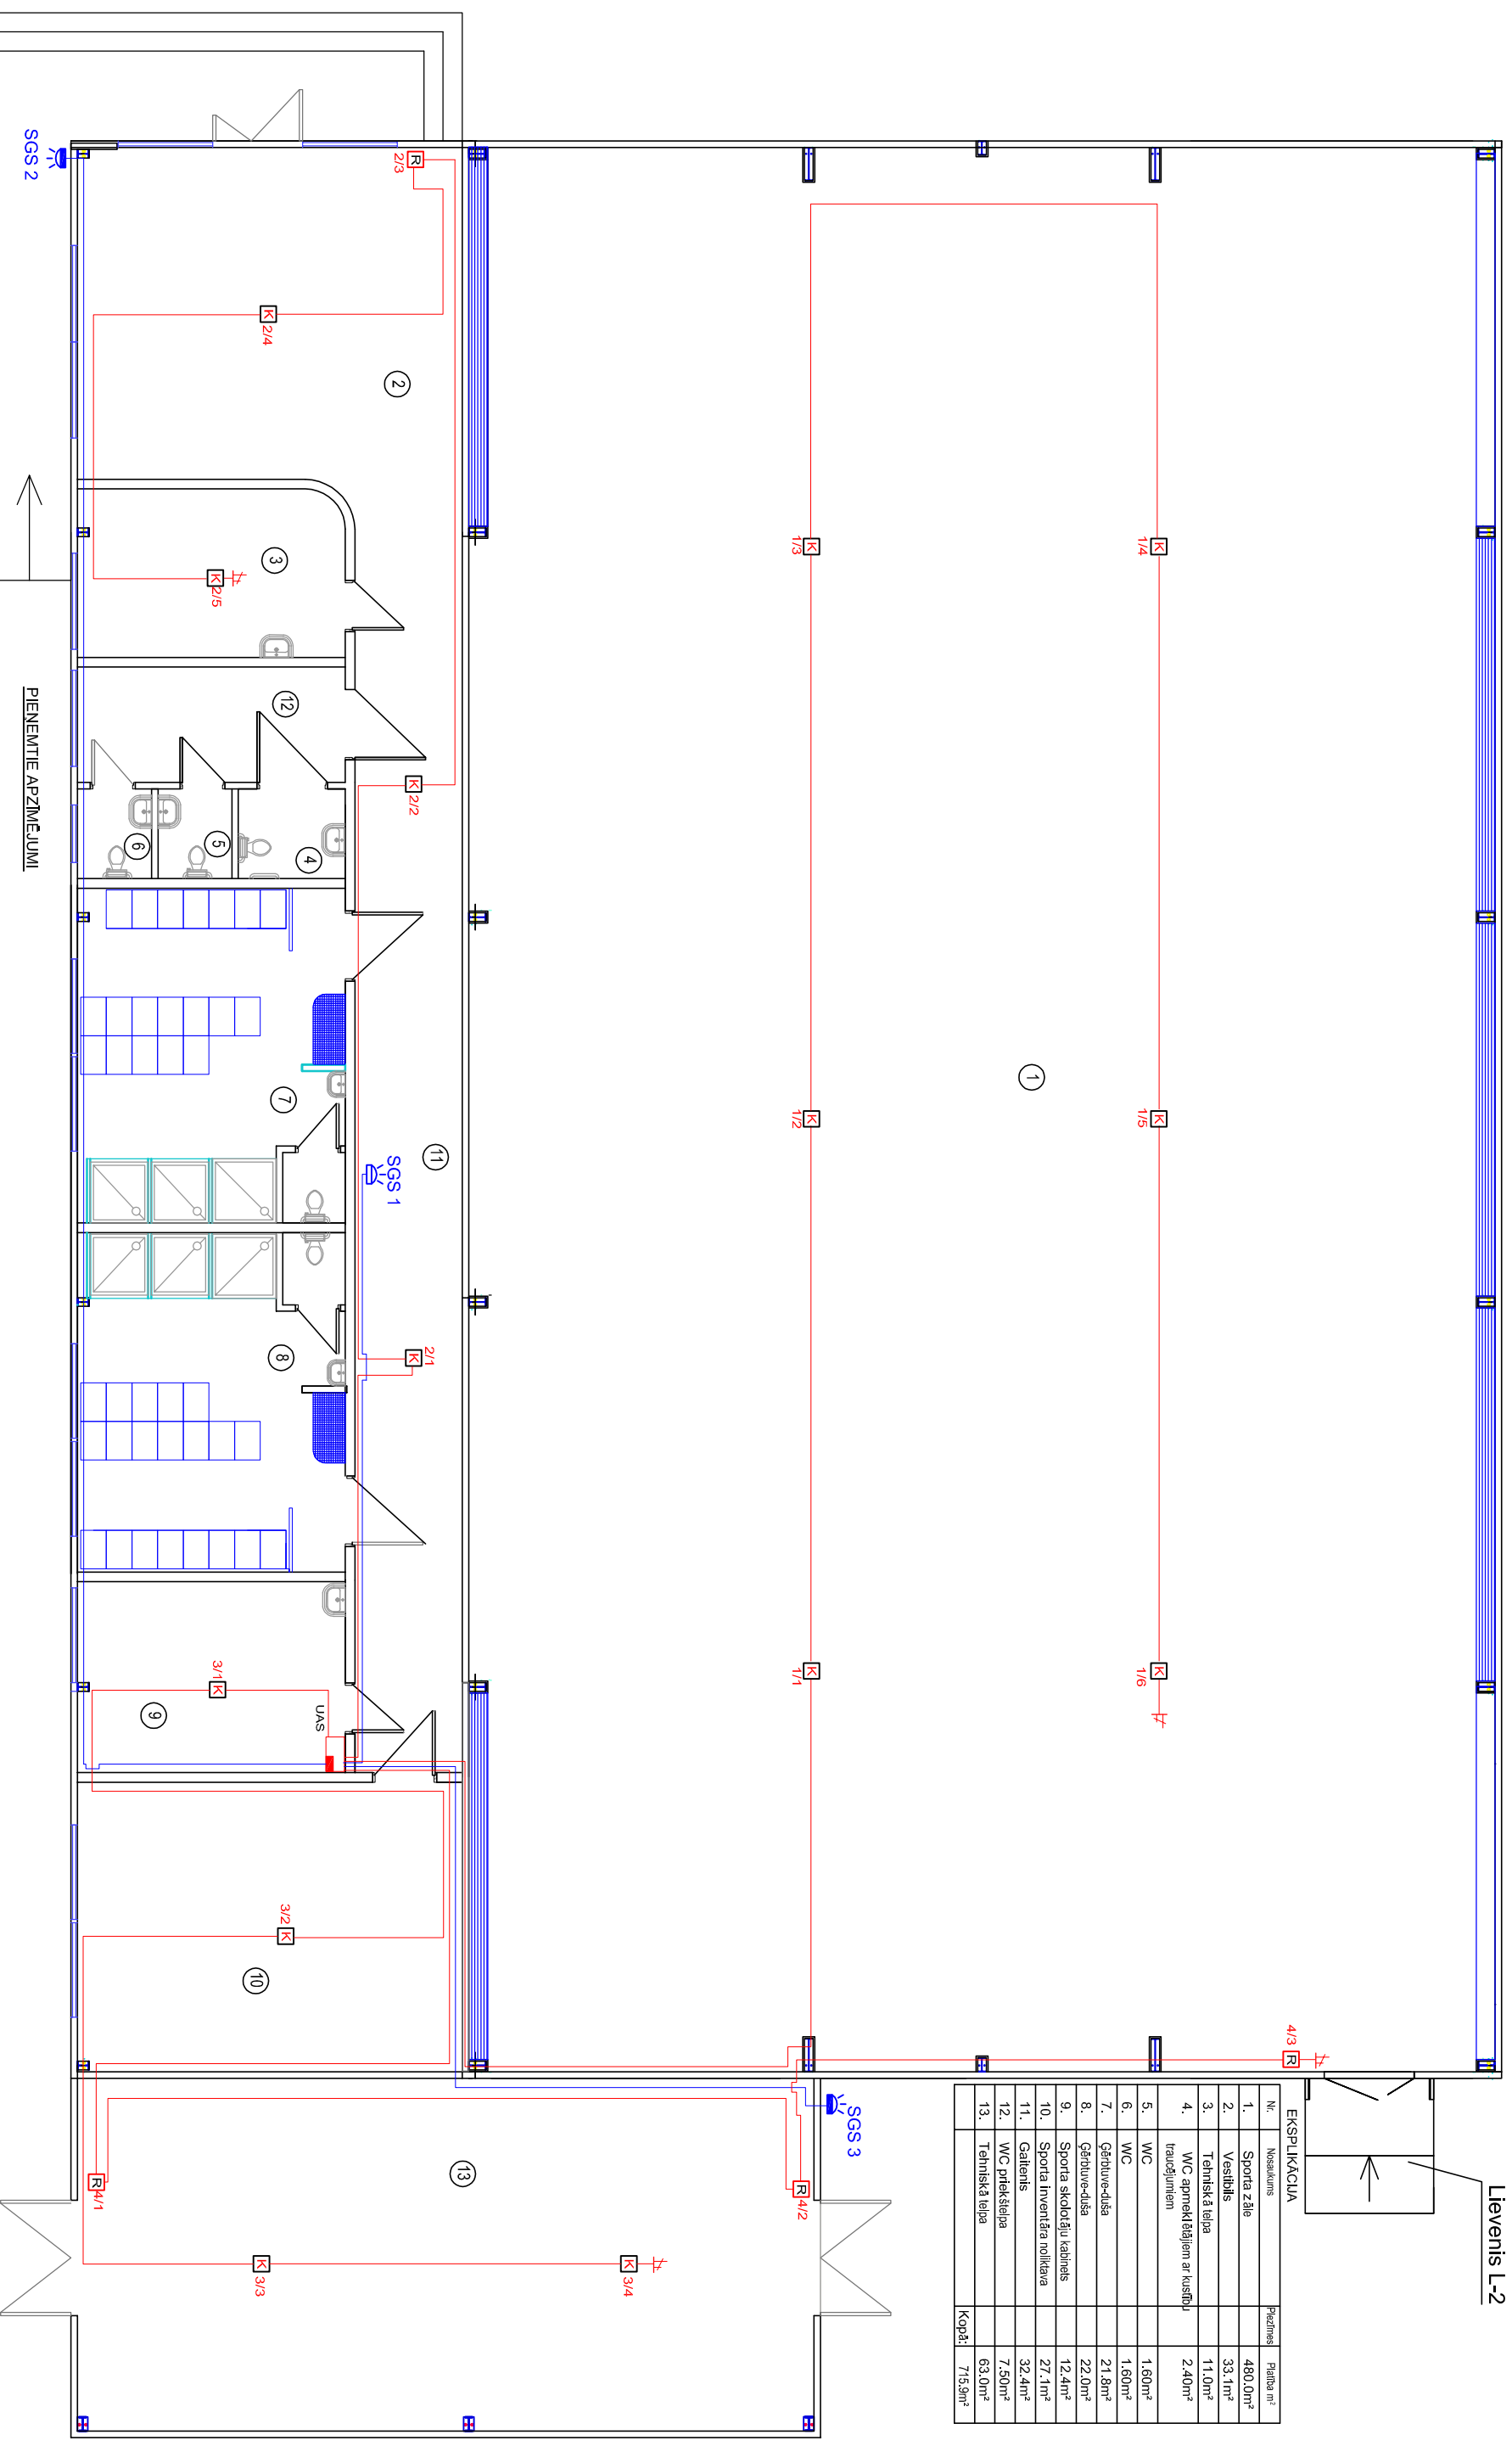 Lievenis L-2
EKSPLIKĀCIJA
Nr. Nosaukums Piezīmes Platība m²
1. Sporta zāle 480.0m²
2. Vestibils 33.1m²
3. Tehniskā telpa 11.0m²
4. WC apmeklētājiem ar kustību
traucējumiem 2.40m²
5. WC 1.60m²
6. WC 1.60m²
7. Ģērbtuve-duša 21.8m²
8. Ģērbtuve-duša 22.0m²
9. Sporta skolotāju kabinets 12.4m²
10. Sporta inventāra noliktava 27.1m²
11. Gaitenis 32.4m²
12. WC priekštelpa 7.50m²
13. Tehniskā telpa 63.0m²
Kopā: 715.9m²
R 4/3
K 1/4
K 1/5
K 1/6
1
K 1/3
K 1/2
K 1/1
SGS 3
R 4/2
K 3/4
13
R 2/3
2
K 2/2
11
SGS 1
K 2/1
K 2/4
3
K 2/5
12
4
5
6
7
8
UAS
K 3/1
9
K 3/2
10
K 3/3
R 4/1
SGS 2
PIEŅEMTIE APZĪMĒJUMI